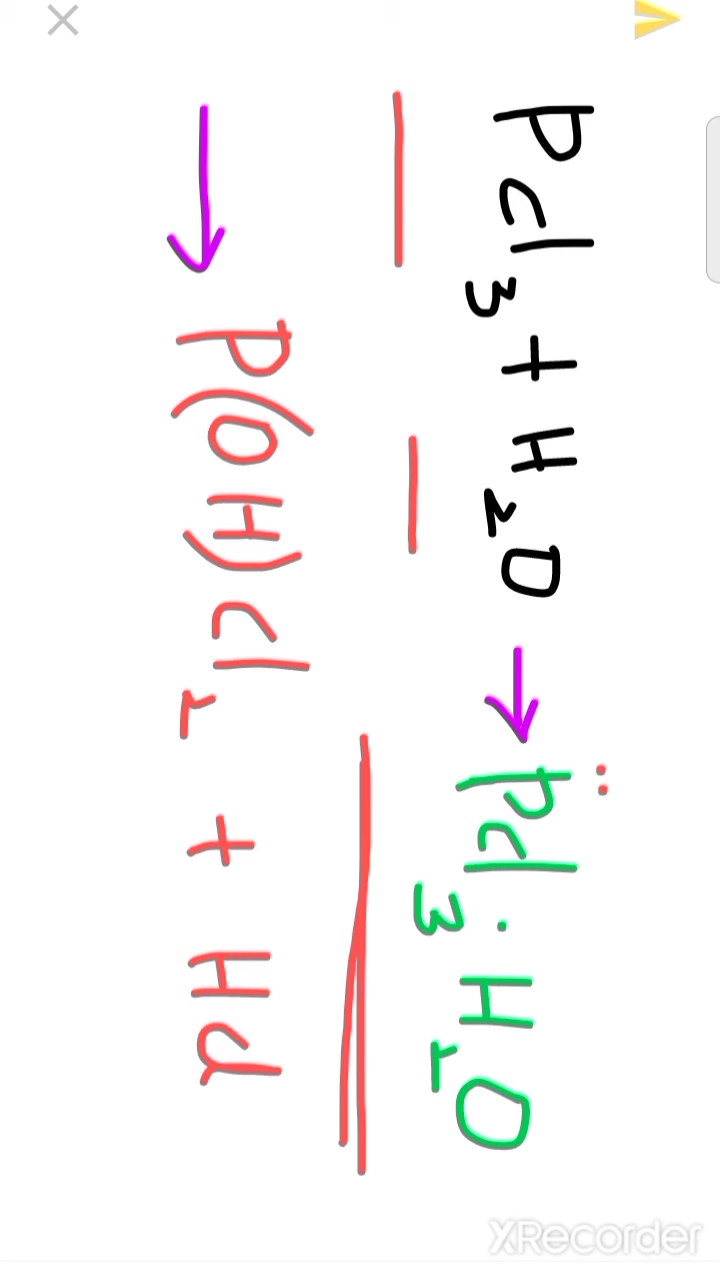 PCl₃ + H₂O → PCl₃·H₂O
→ P(OH)Cl₂ + HCl
XRecorder